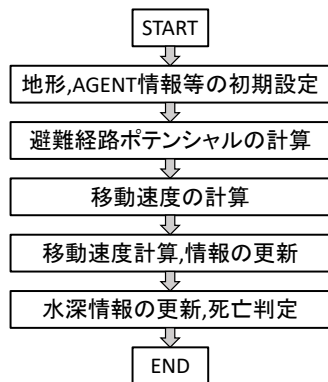 START
地形,AGENT情報等の初期設定
避難経路ポテンシャルの計算
移動速度の計算
移動速度計算,情報の更新
水深情報の更新,死亡判定
END